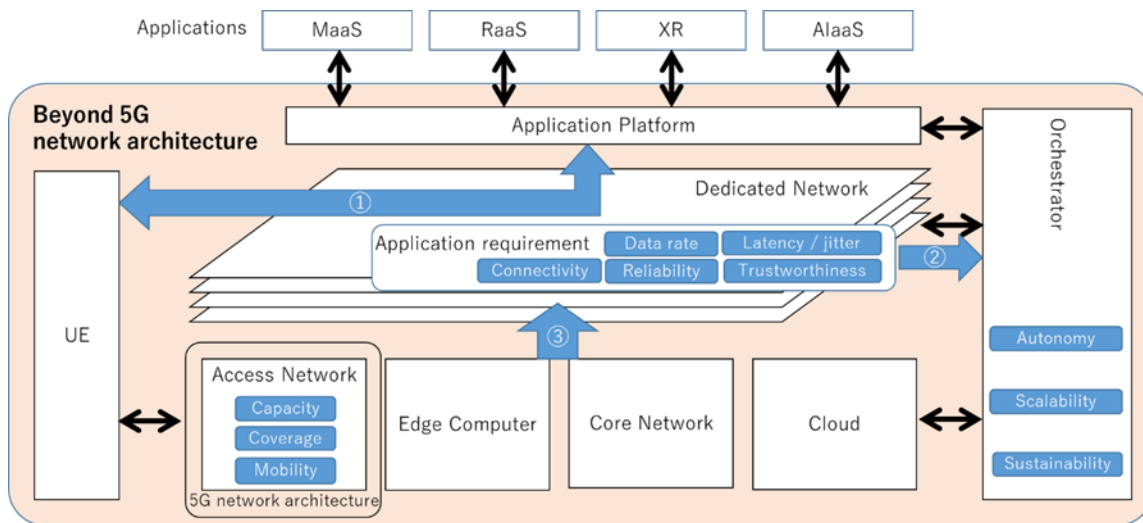 Applications
MaaS
RaaS
XR
AIaaS
Beyond 5G
network architecture
Application Platform
Orchestrator
①
Dedicated Network
Application requirement
Data rate
Latency / jitter
Connectivity
Reliability
Trustworthiness
②
③
UE
Access Network
Capacity
Coverage
Mobility
5G network architecture
Edge Computer
Core Network
Cloud
Autonomy
Scalability
Sustainability